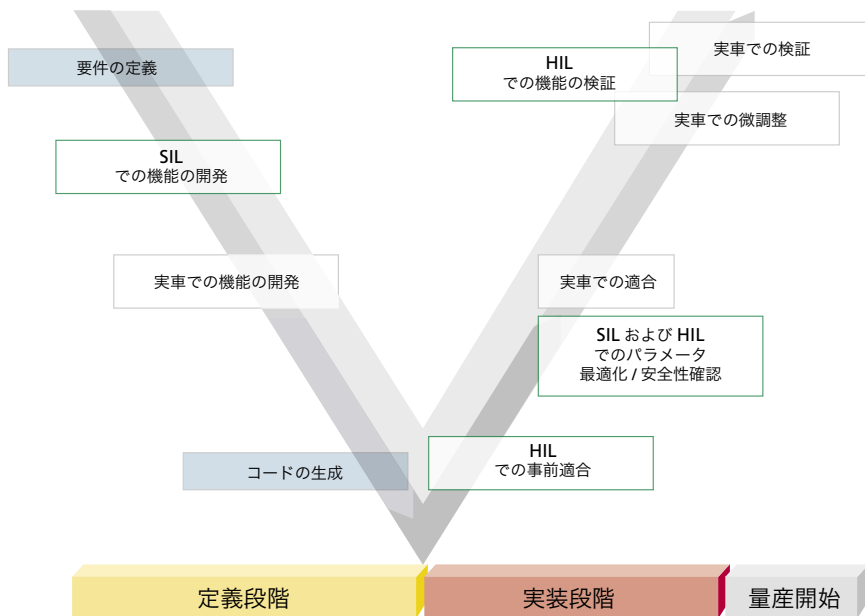 要件の定義
SIL
での機能の開発
実車での機能の開発
コードの生成
HIL
での機能の検証
実車での検証
実車での微調整
実車での適合
SIL および HIL
でのパラメータ
最適化 / 安全性確認
HIL
での事前適合
定義段階
実装段階
量産開始